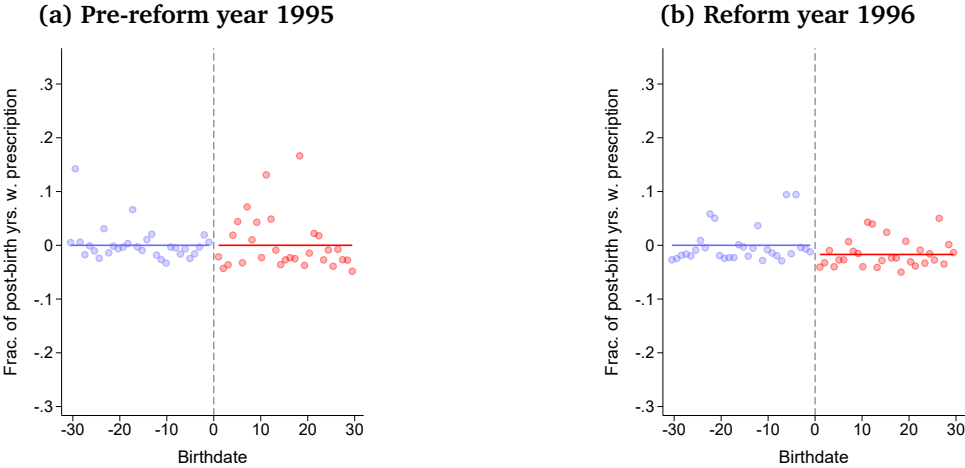 (a) Pre-reform year 1995
Frac. of post-birth yrs. w. prescription
.3
.2
.1
0
-.1
-.2
-.3
-30 -20 -10 0 10 20 30
Birthdate
(b) Reform year 1996
Frac. of post-birth yrs. w. prescription
.3
.2
.1
0
-.1
-.2
-.3
-30 -20 -10 0 10 20 30
Birthdate